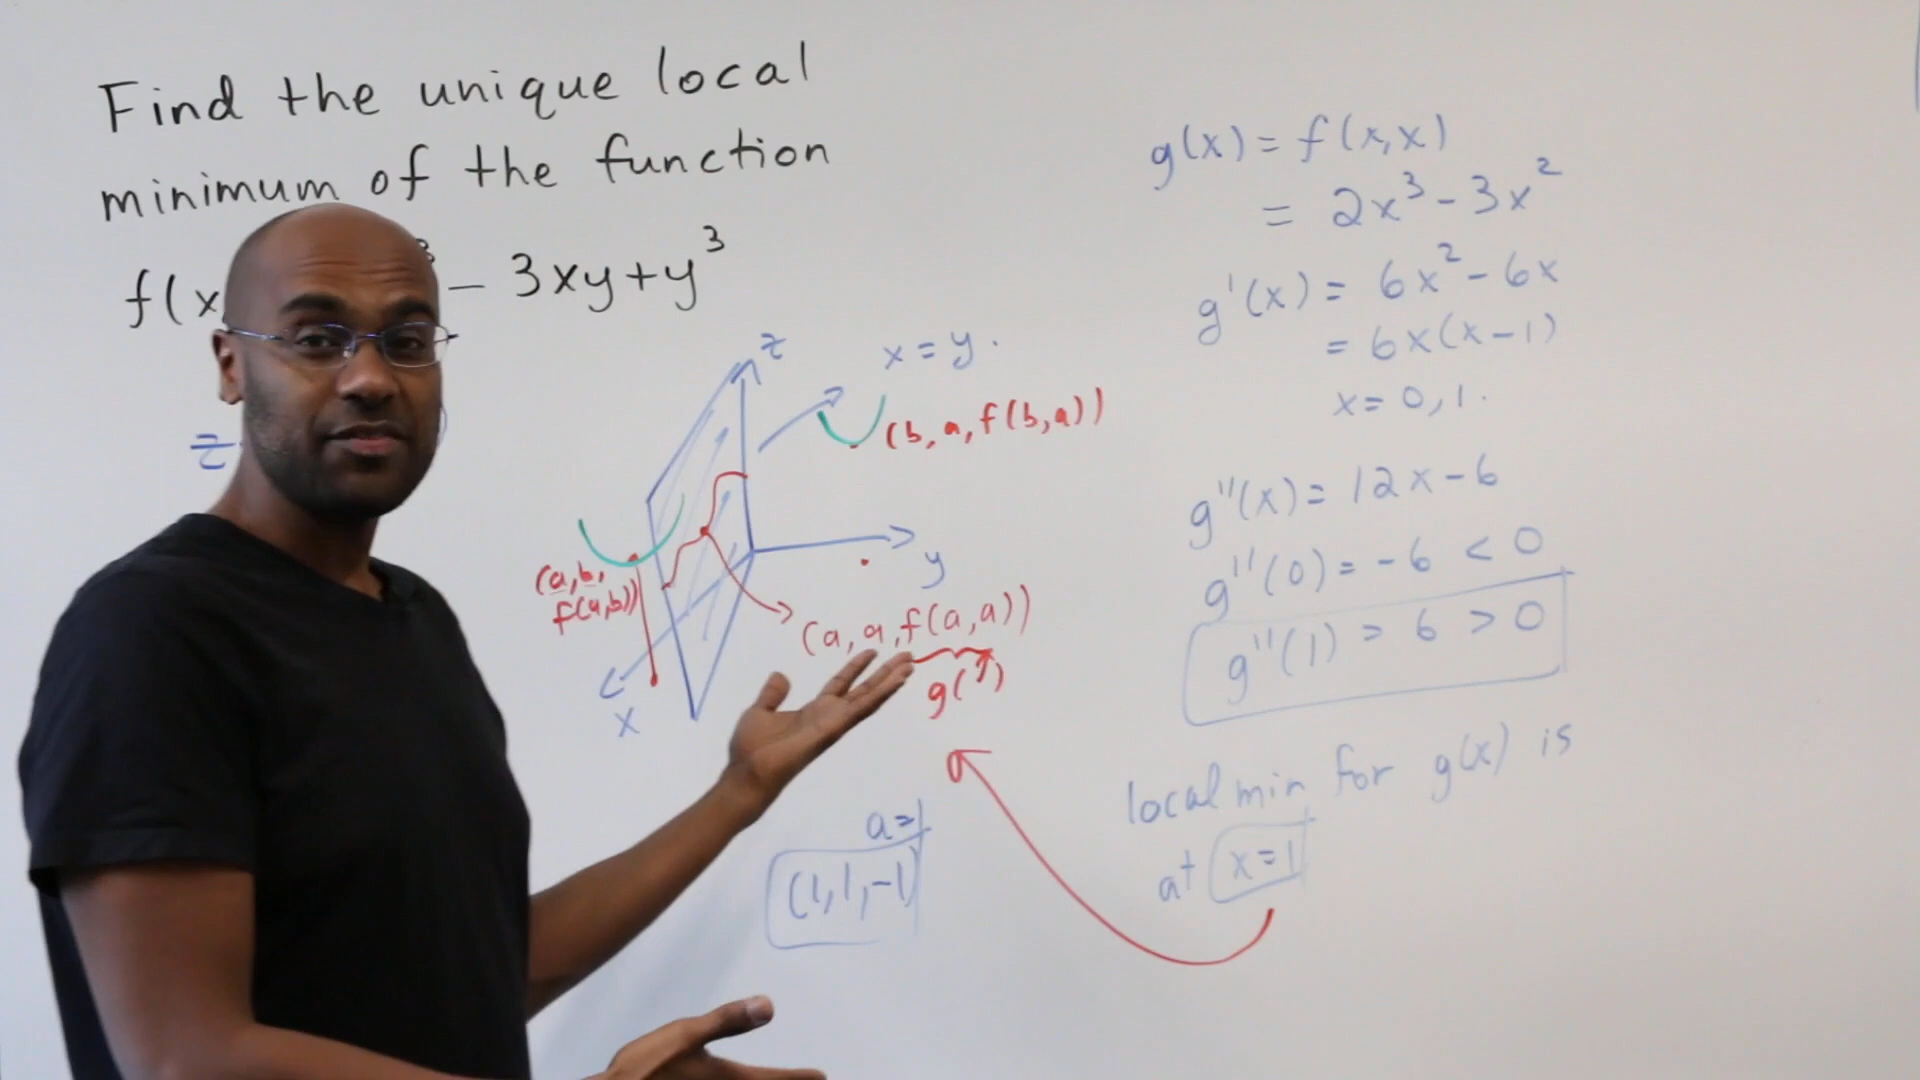 Find the unique local
minimum of the function
f(x 3 - 3xy+y³
z
z
x=y.
(b,a,f(b,a))
y
(a,b,
f(a,b))
(a,a,f(a,a))
g( )
x
a=1
(1,1,-1)
g(x)=f(x,x)
= 2x³-3x²
g'(x)= 6x²-6x
=6x(x-1)
x=0,1.
g''(x)=12x-6
g''(0)=-6 < 0
g''(1) = 6 > 0
local min for g(x) is
at x=1